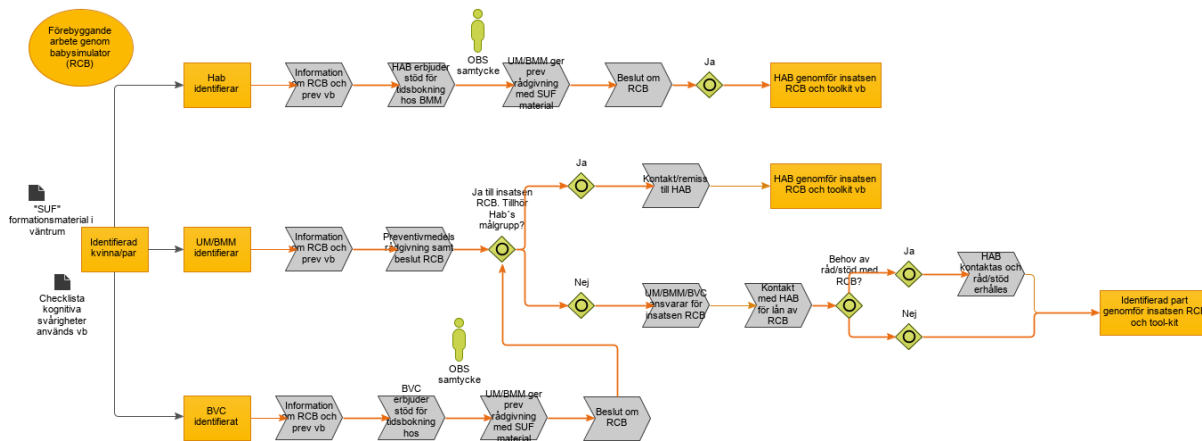 Förebyggande
arbete genom
babysimulator
(RCB)
OBS
samtycke
Hab
identifierar
Information
om RCB och
prev vb
HAB erbjuder
stöd för
tidsbokning
hos BMM
UM/BMM ger
prev
rådgivning
med SUF
material
Beslut om
RCB
Ja
HAB genomför insatsen
RCB och toolkit vb
"SUF"
formationsmaterial i
väntrum
Identifierad
kvinna/par
Checklista
kognitiva
svårigheter
används vb
UM/BMM
identifierar
Information
om RCB och
prev vb
Preventivmedels
rådgivning samt
beslut RCB
Ja till insatsen
RCB. Tillhör
Hab´s
målgrupp?
Ja
Kontakt/remiss
till HAB
HAB genomför insatsen
RCB och toolkit vb
Nej
UM/BMM/BVC
ansvarar för
insatsen RCB
Kontakt
med HAB
för lån av
RCB
Behov av
råd/stöd med
RCB?
Ja
HAB
kontaktas och
råd/stöd
erhålles
Nej
Identifierad part
genomför insatsen RCB
och tool-kit
OBS
samtycke
BVC
identifierat
Information
om RCB och
prev vb
BVC
erbjuder
stöd för
tidsbokning
hos
UM/BMM ger
prev
rådgivning
med SUF
material
Beslut om
RCB